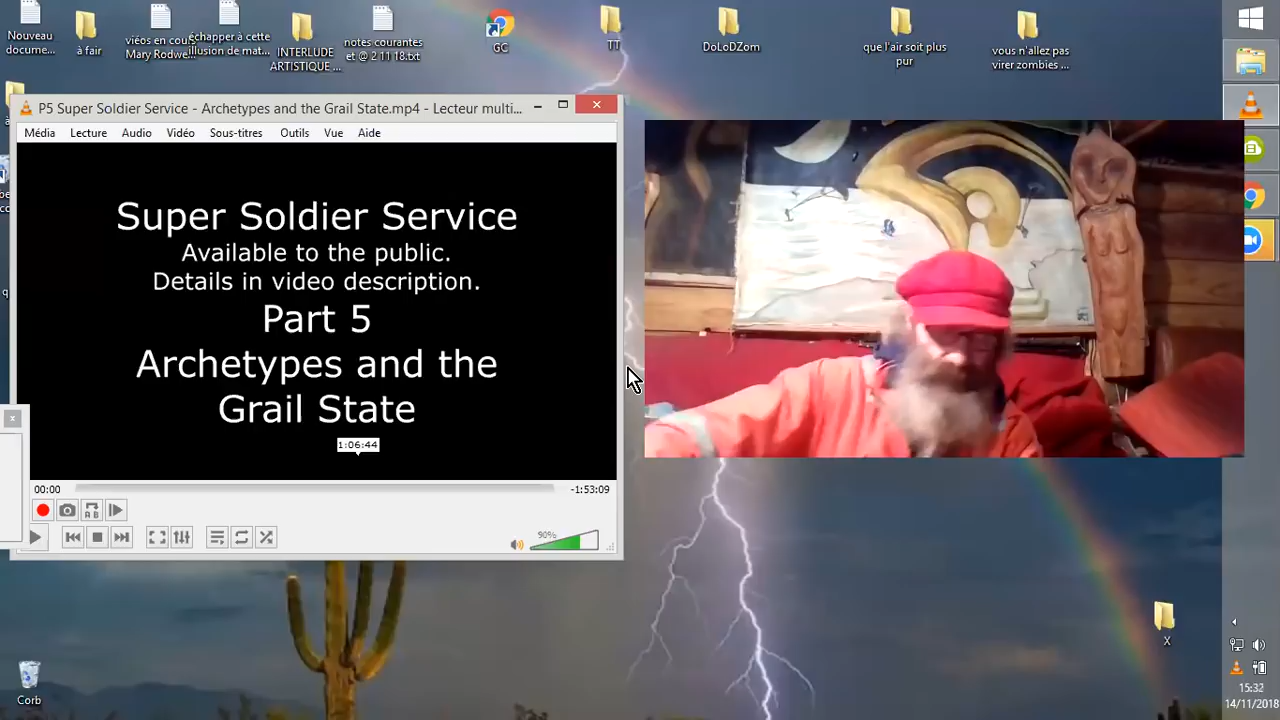 Nouveau
docume...
à fair
viéos en cou
Mary Rodwe...
échapper à cette
illusion de mat...
INTERLUDE
ARTISTIQUE ...
notes courantes
et @ 2 11 18.txt
GC
TT
DoLoDZom
que l'air soit plus
pur
vous n'allez pas
virer zombies ...
P5 Super Soldier Service - Archetypes and the Grail State.mp4 - Lecteur multi...
Média Lecture Audio Vidéo Sous-titres Outils Vue Aide
Super Soldier Service
Available to the public.
Details in video description.
Part 5
Archetypes and the
Grail State
1:06:44
00:00
-1:53:09
90%
X
Corb
15:32
14/11/2018